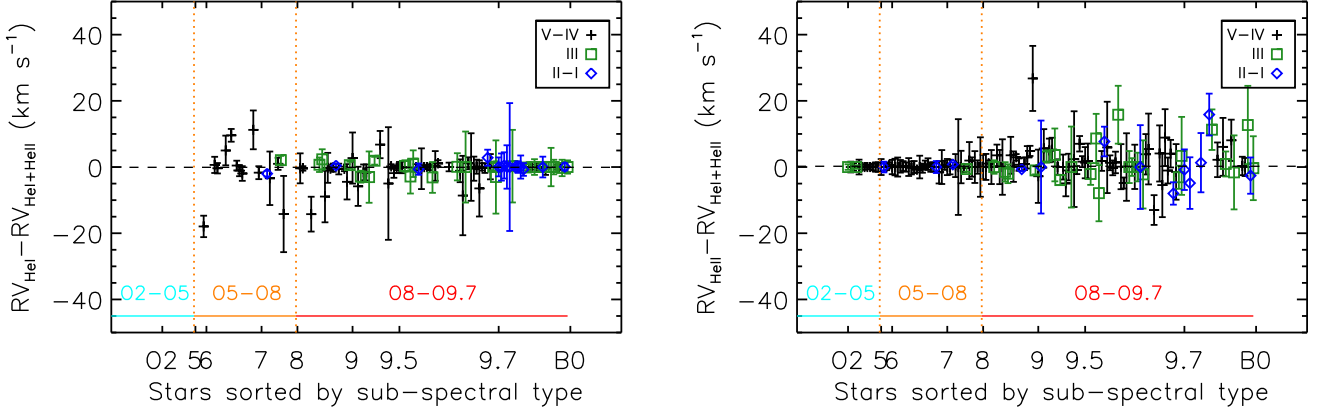 40
20
0
−20
−40
RV_HeI−RV_HeI+HeII (km s⁻¹)
V−IV
III
II−I
O2−O5
O5−O8
O8−O9.7
O2 5 6 7 8 9 9.5 9.7 B0
Stars sorted by sub−spectral type
40
20
0
−20
−40
RV_HeII−RV_HeI+HeII (km s⁻¹)
V−IV
III
II−I
O2−O5
O5−O8
O8−O9.7
O2 5 6 7 8 9 9.5 9.7 B0
Stars sorted by sub−spectral type